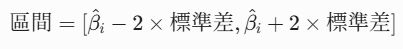 區間 = [β̂ᵢ − 2 × 標準差, β̂ᵢ + 2 × 標準差]